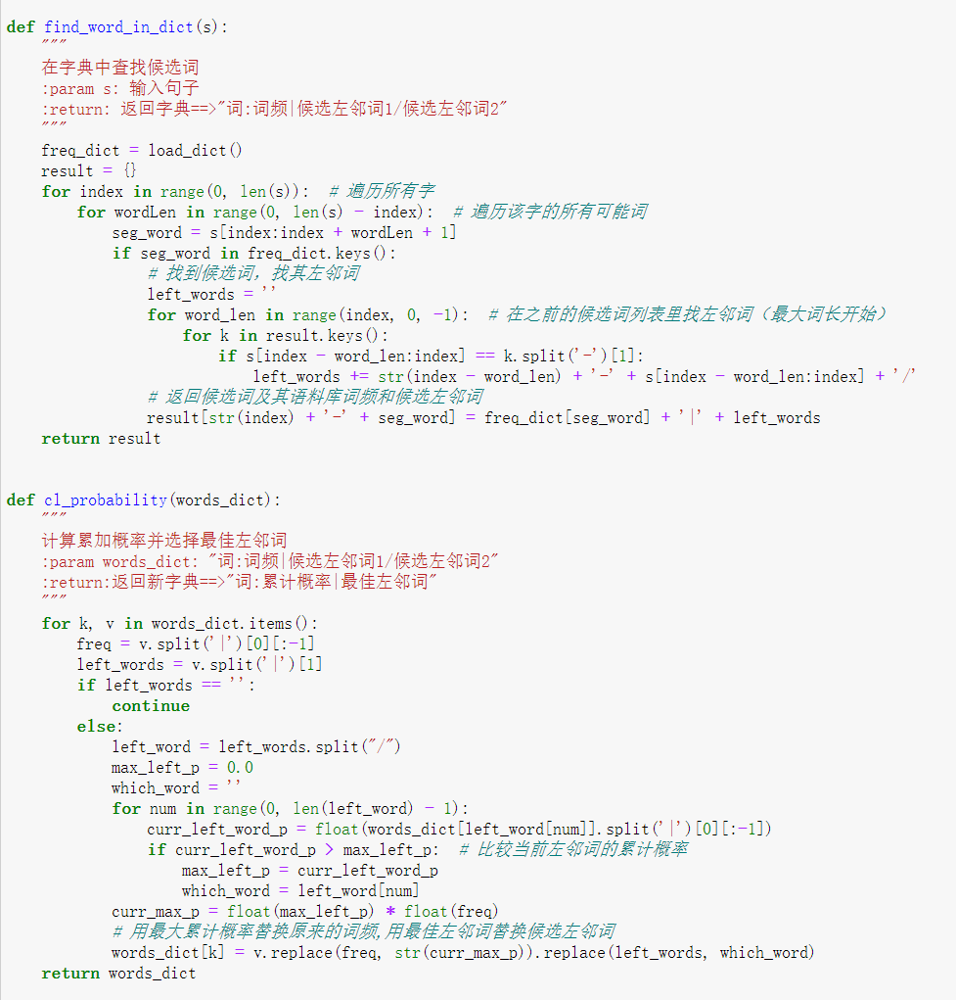 def find_word_in_dict(s):
    """
    在字典中查找候选词
    :param s: 输入句子
    :return: 返回字典==>"词:词频|候选左邻词1/候选左邻词2"
    """
    freq_dict = load_dict()
    result = {}
    for index in range(0, len(s)):  # 遍历所有字
        for wordLen in range(0, len(s) - index):  # 遍历该字的所有可能词
            seg_word = s[index:index + wordLen + 1]
            if seg_word in freq_dict.keys():
                # 找到候选词，找其左邻词
                left_words = ''
                for word_len in range(index, 0, -1):  # 在之前的候选词列表里找左邻词（最大词长开始）
                    for k in result.keys():
                        if s[index - word_len:index] == k.split('-')[1]:
                            left_words += str(index - word_len) + '-' + s[index - word_len:index] + '/'
                # 返回候选词及其语料库词频和候选左邻词
                result[str(index) + '-' + seg_word] = freq_dict[seg_word] + '|' + left_words
    return result
def cl_probability(words_dict):
    """
    计算累加概率并选择最佳左邻词
    :param words_dict: "词:词频|候选左邻词1/候选左邻词2"
    :return:返回新字典==>"词:累计概率|最佳左邻词"
    """
    for k, v in words_dict.items():
        freq = v.split('|')[0][:-1]
        left_words = v.split('|')[1]
        if left_words == '':
            continue
        else:
            left_word = left_words.split("/")
            max_left_p = 0.0
            which_word = ''
            for num in range(0, len(left_word) - 1):
                curr_left_word_p = float(words_dict[left_word[num]].split('|')[0][:-1])
                if curr_left_word_p > max_left_p:  # 比较当前左邻词的累计概率
                    max_left_p = curr_left_word_p
                    which_word = left_word[num]
            curr_max_p = float(max_left_p) * float(freq)
            # 用最大累计概率替换原来的词频,用最佳左邻词替换候选左邻词
            words_dict[k] = v.replace(freq, str(curr_max_p)).replace(left_words, which_word)
    return words_dict